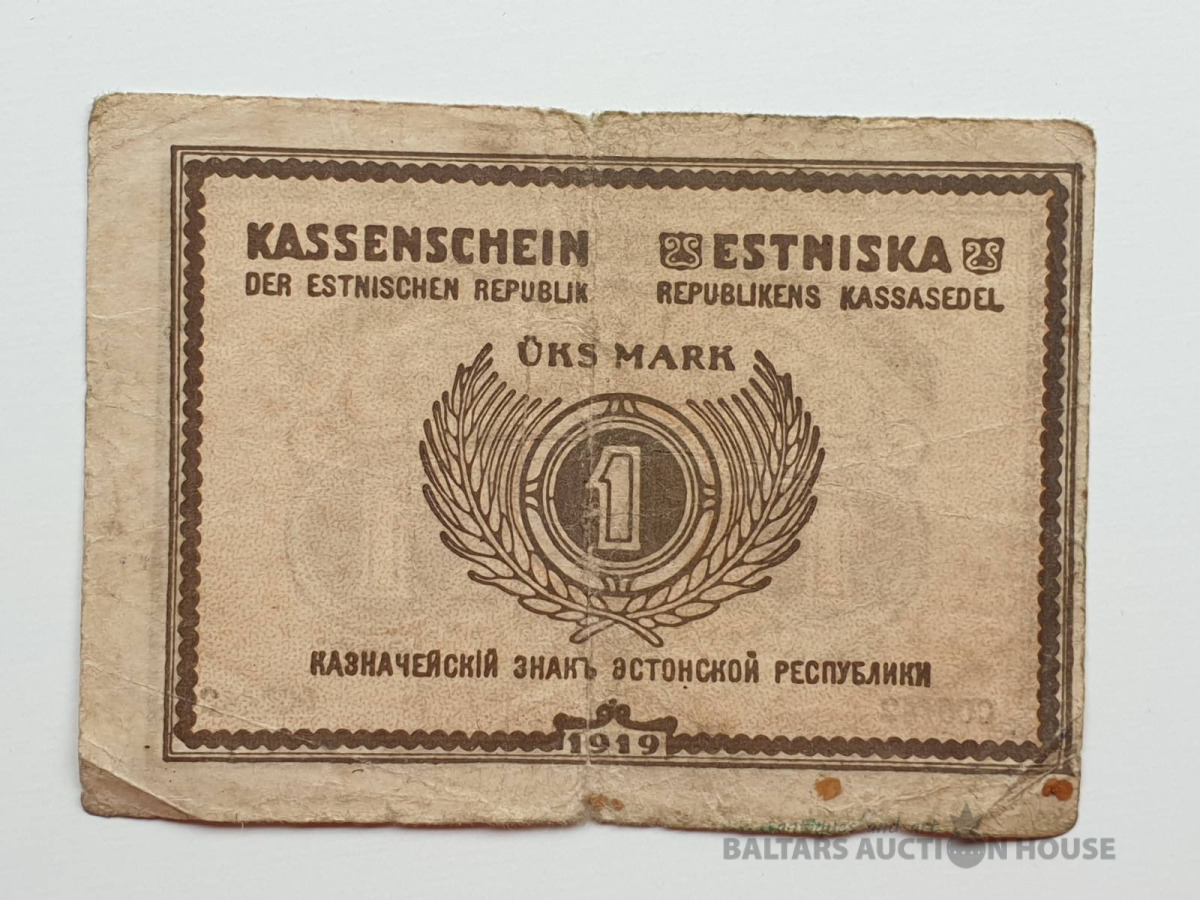 KASSENSCHEIN
DER ESTNISCHEN REPUBLIK
ESTNISKA
REPUBLIKENS KASSASEDEL
ÜKS MARK
1
КАЗНАЧЕЙСКІЙ ЗНАКЪ ЭСТОНСКОЙ РЕСПУБЛИКИ
1919
BALTARS AUCTION HOUSE